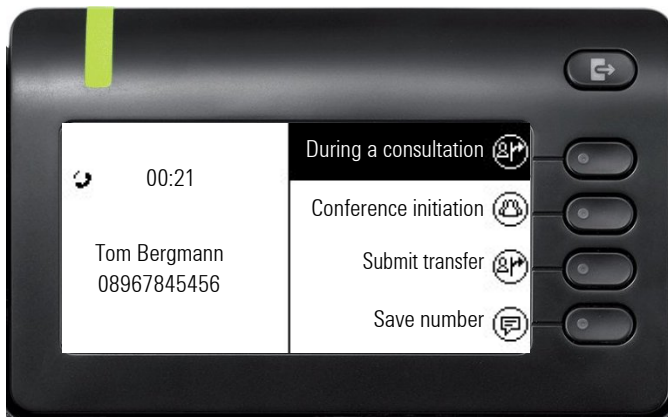 00:21
Tom Bergmann
08967845456
During a consultation
Conference initiation
Submit transfer
Save number